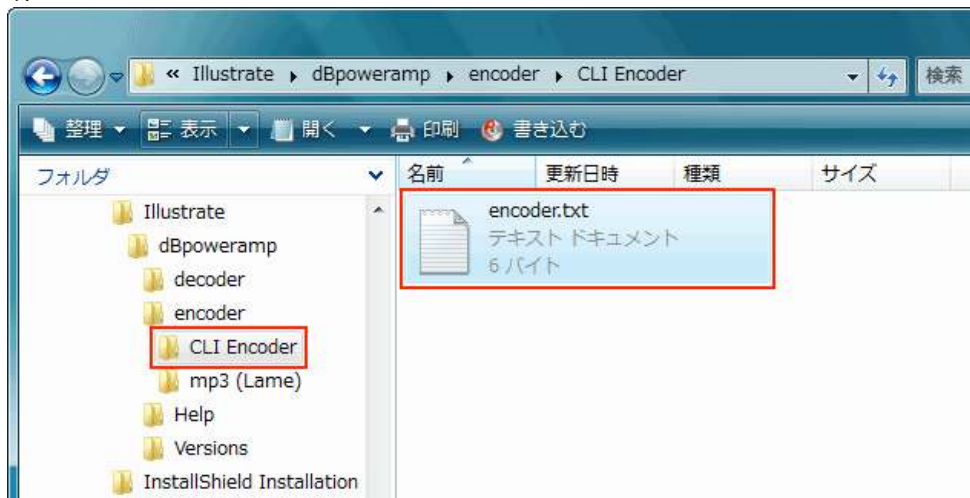 « Illustrate ▸ dBpoweramp ▸ encoder ▸ CLI Encoder
検索
整理 表示 開く 印刷 書き込む
フォルダ
名前 更新日時 種類 サイズ
Illustrate
dBpoweramp
decoder
encoder
CLI Encoder
mp3 (Lame)
Help
Versions
InstallShield Installation
encoder.txt
テキスト ドキュメント
6 バイト